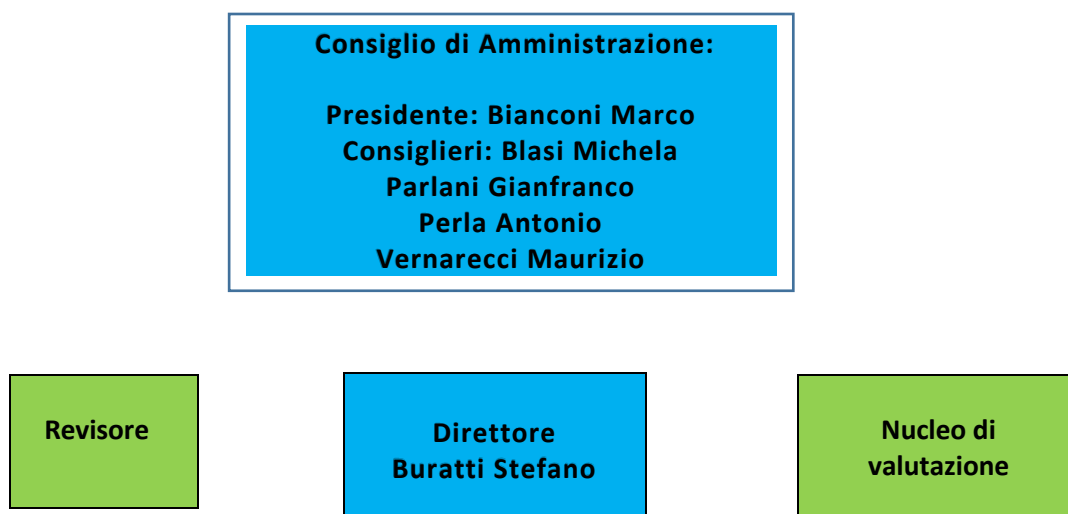 Consiglio di Amministrazione:
Presidente: Bianconi Marco
Consiglieri: Blasi Michela
Parlani Gianfranco
Perla Antonio
Vernarecci Maurizio
Revisore
Direttore
Buratti Stefano
Nucleo di
valutazione